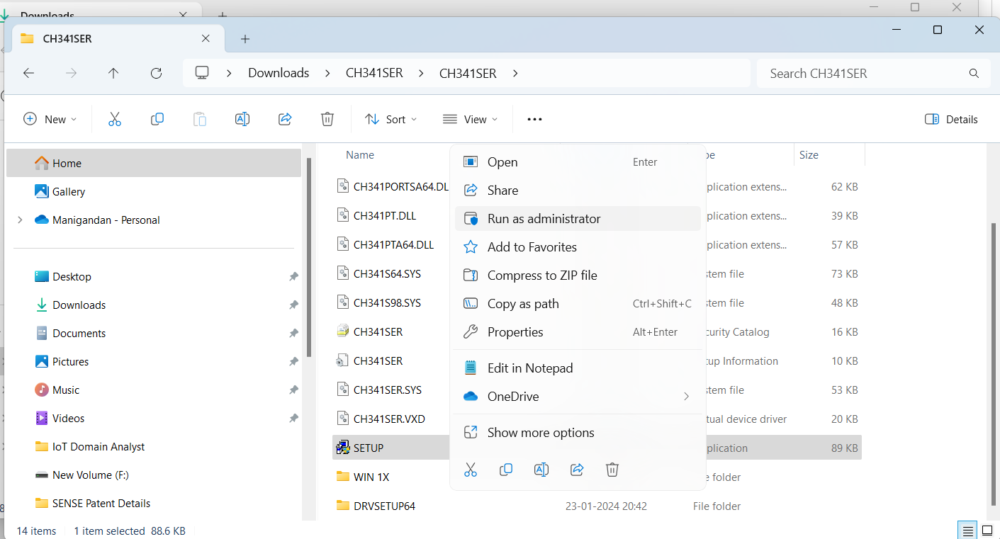 Downloads
CH341SER
Downloads > CH341SER > CH341SER >
Search CH341SER
New
Sort
View
Details
Home
Gallery
Manigandan - Personal
Desktop
Downloads
Documents
Pictures
Music
Videos
IoT Domain Analyst
New Volume (F:)
SENSE Patent Details
Name
pe
Size
CH341PORTSA64.DL
plication extens...
62 KB
CH341PT.DLL
plication extens...
39 KB
CH341PTA64.DLL
plication extens...
57 KB
CH341S64.SYS
stem file
73 KB
CH341S98.SYS
stem file
48 KB
CH341SER
curity Catalog
16 KB
CH341SER
tup Information
10 KB
CH341SER.SYS
stem file
53 KB
CH341SER.VXD
tual device driver
20 KB
SETUP
plication
89 KB
WIN 1X
e folder
DRVSETUP64
23-01-2024 20:42
File folder
Open
Enter
Share
Run as administrator
Add to Favorites
Compress to ZIP file
Copy as path
Ctrl+Shift+C
Properties
Alt+Enter
Edit in Notepad
OneDrive
Show more options
14 items
1 item selected 88.6 KB